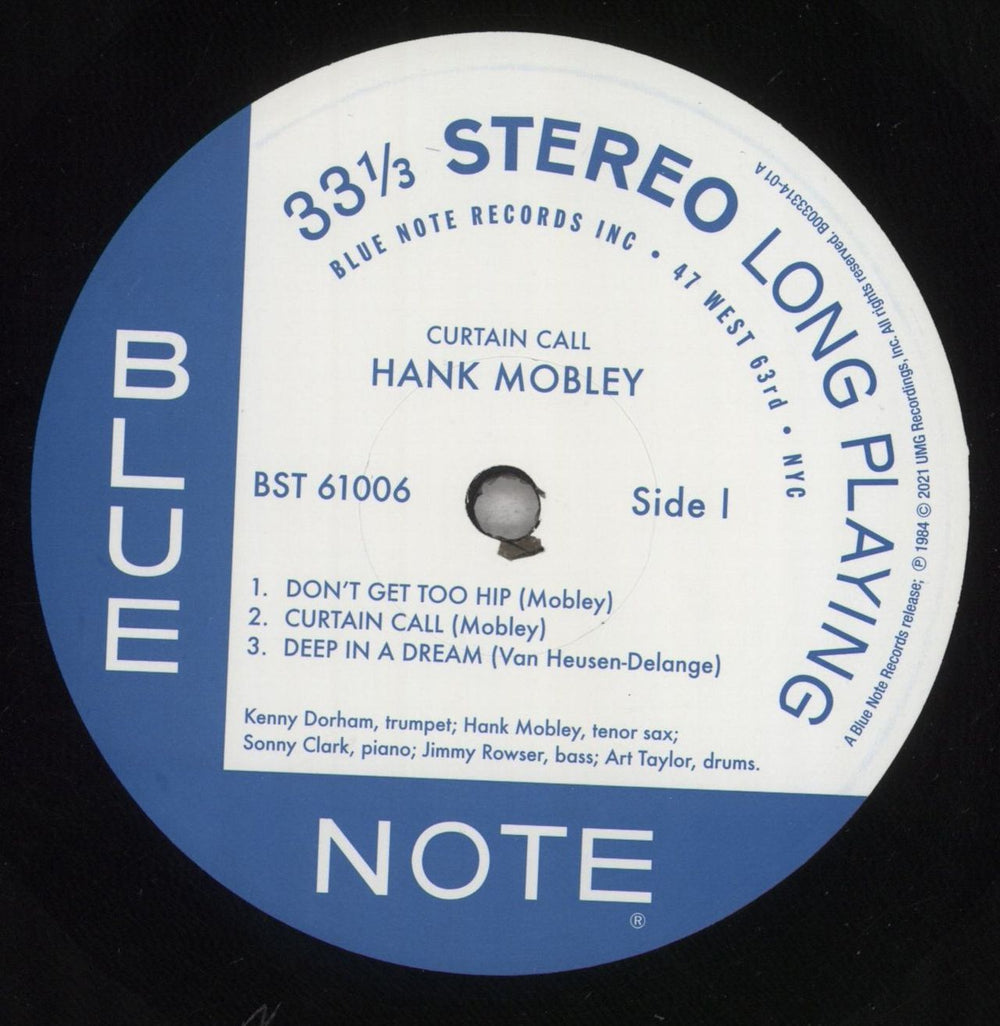 33⅓ STEREO LONG PLAYING
BLUE NOTE RECORDS INC • 47 WEST 63rd • NYC
A Blue Note Records release; ℗ 1984 © 2021 UMG Recordings, Inc. All rights reserved. B0033314-01 A
CURTAIN CALL
HANK MOBLEY
BST 61006
Side 1
1. DON'T GET TOO HIP (Mobley)
2. CURTAIN CALL (Mobley)
3. DEEP IN A DREAM (Van Heusen-Delange)
Kenny Dorham, trumpet; Hank Mobley, tenor sax;
Sonny Clark, piano; Jimmy Rowser, bass; Art Taylor, drums.
BLUE
NOTE®